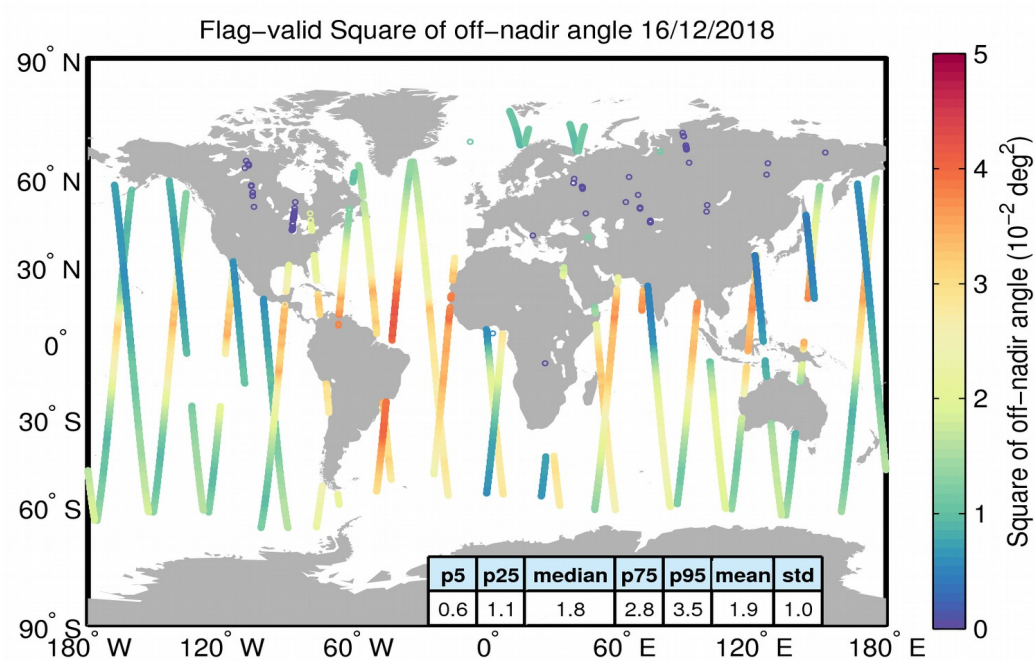 Flag−valid Square of off−nadir angle 16/12/2018
90° N
60° N
30° N
0°
30° S
60° S
90° S
180° W
120° W
60° W
0°
60° E
120° E
180° E
p5 p25 median p75 p95 mean std
0.6 1.1 1.8 2.8 3.5 1.9 1.0
5
4
3
2
1
0
Square of off−nadir angle (10⁻² deg²)